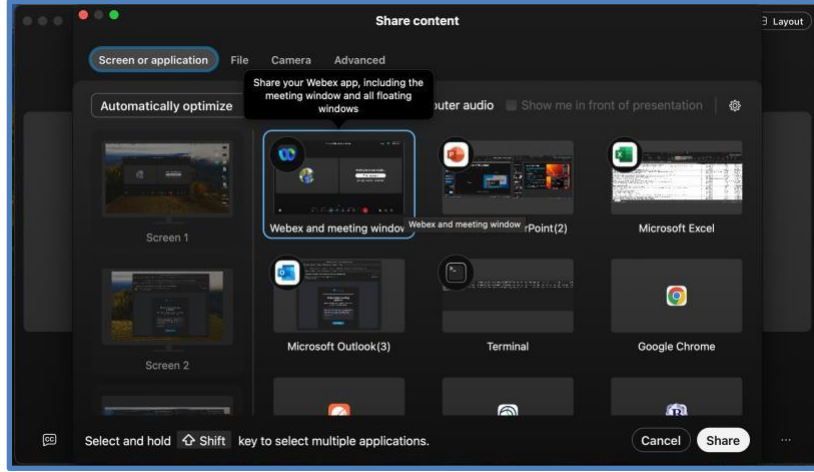 Share content
Layout
Screen or application
File
Camera
Advanced
Share your Webex app, including the
meeting window and all floating
windows
Automatically optimize
uter audio
Show me in front of presentation
Screen 1
Webex and meeting window
Webex and meeting window
rPoint(2)
Microsoft Excel
Microsoft Outlook(3)
Terminal
Google Chrome
Screen 2
CC
Select and hold ⇧ Shift key to select multiple applications.
Cancel
Share